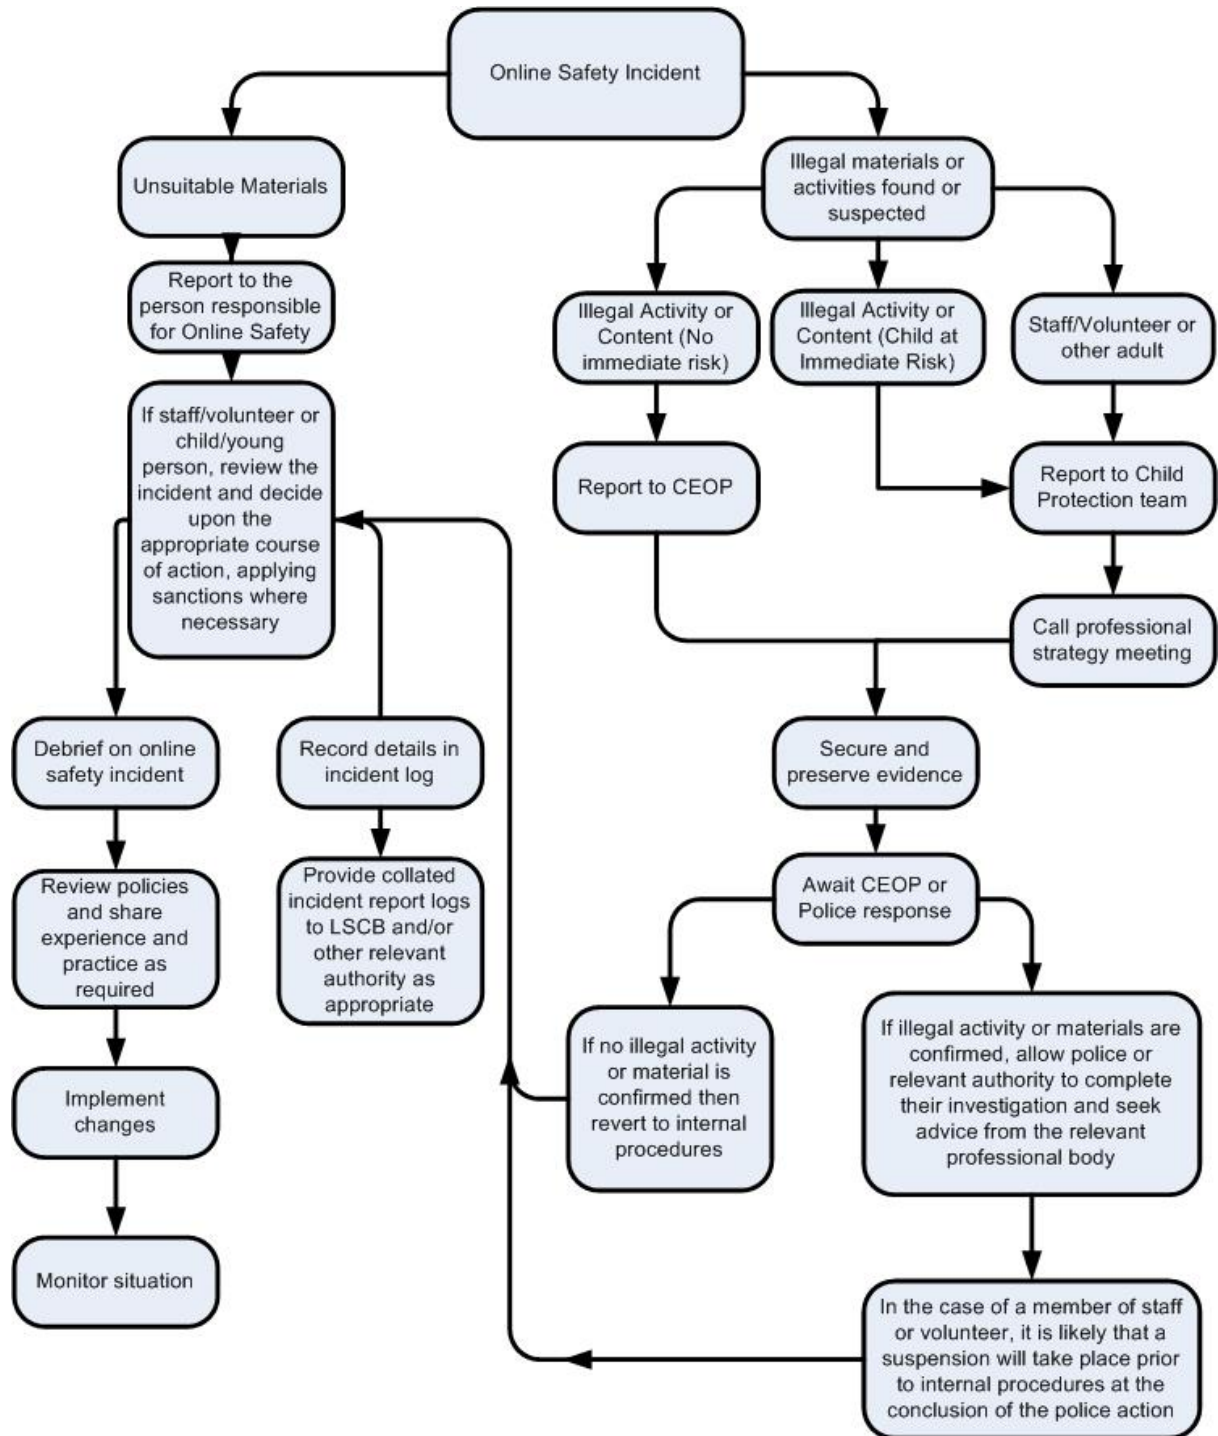 Online Safety Incident
Unsuitable Materials
Report to the
person responsible
for Online Safety
If staff/volunteer or
child/young
person, review the
incident and decide
upon the
appropriate course
of action, applying
sanctions where
necessary
Debrief on online
safety incident
Review policies
and share
experience and
practice as
required
Implement
changes
Monitor situation
Record details in
incident log
Provide collated
incident report logs
to LSCB and/or
other relevant
authority as
appropriate
Illegal materials or
activities found or
suspected
Illegal Activity or
Content (No
immediate risk)
Illegal Activity or
Content (Child at
Immediate Risk)
Staff/Volunteer or
other adult
Report to CEOP
Report to Child
Protection team
Call professional
strategy meeting
Secure and
preserve evidence
Await CEOP or
Police response
If no illegal activity
or material is
confirmed then
revert to internal
procedures
If illegal activity or materials are
confirmed, allow police or
relevant authority to complete
their investigation and seek
advice from the relevant
professional body
In the case of a member of staff
or volunteer, it is likely that a
suspension will take place prior
to internal procedures at the
conclusion of the police action